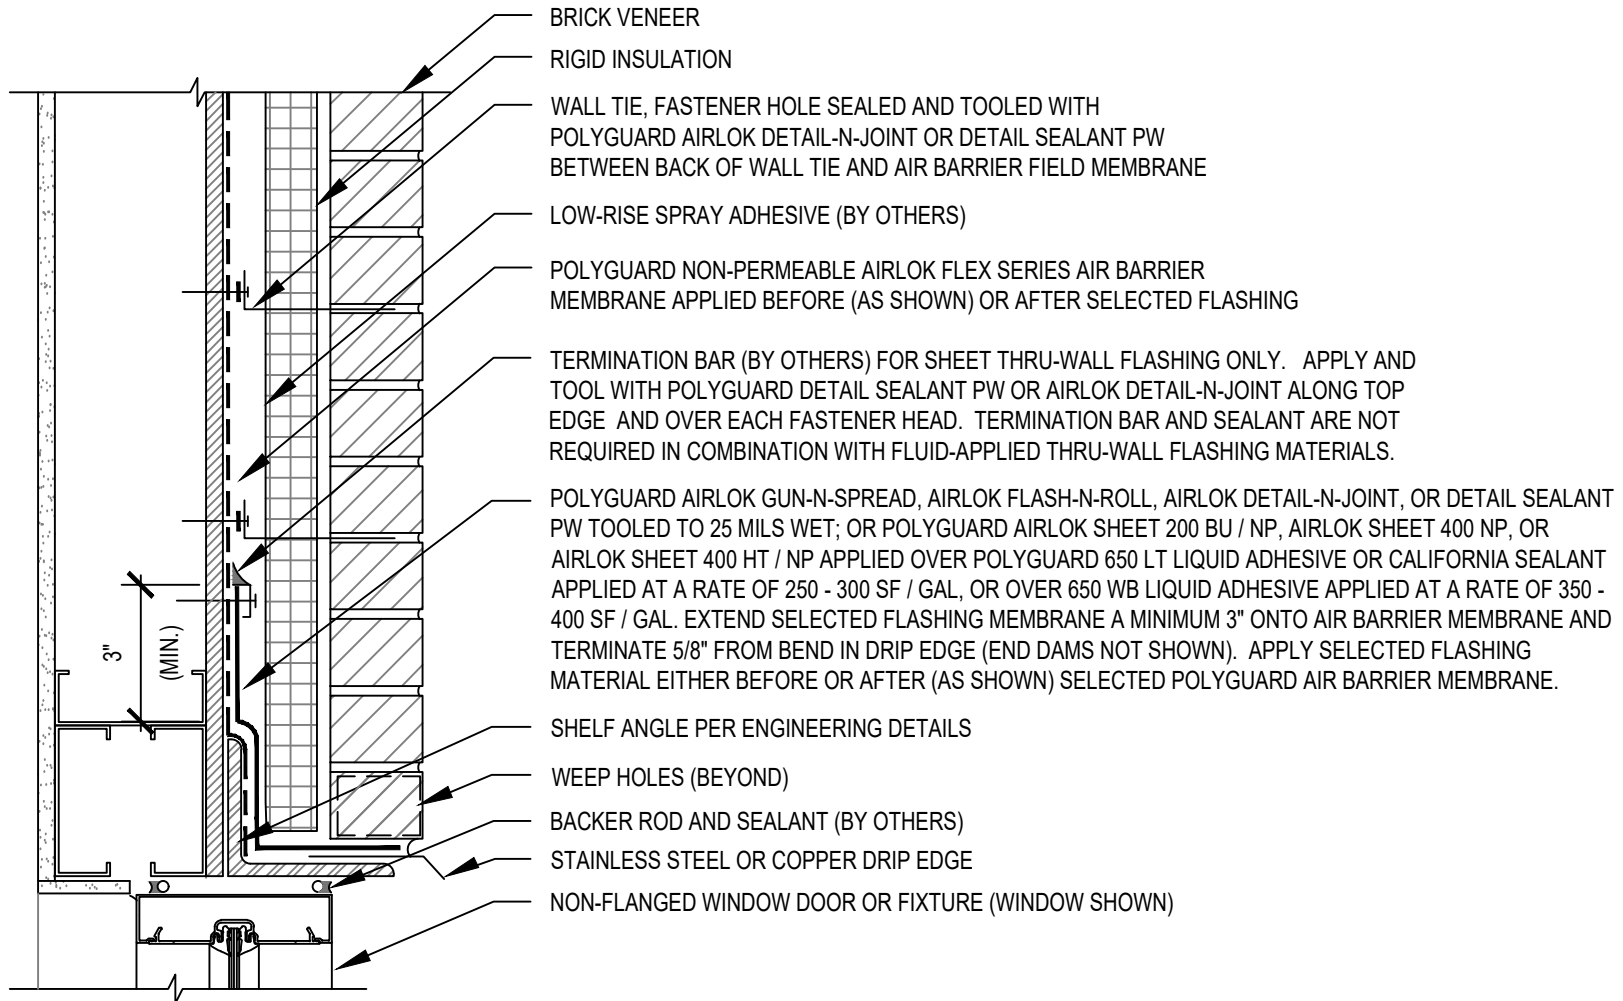 BRICK VENEER
RIGID INSULATION
WALL TIE, FASTENER HOLE SEALED AND TOOLED WITH
POLYGUARD AIRLOK DETAIL-N-JOINT OR DETAIL SEALANT PW
BETWEEN BACK OF WALL TIE AND AIR BARRIER FIELD MEMBRANE
LOW-RISE SPRAY ADHESIVE (BY OTHERS)
POLYGUARD NON-PERMEABLE AIRLOK FLEX SERIES AIR BARRIER
MEMBRANE APPLIED BEFORE (AS SHOWN) OR AFTER SELECTED FLASHING
TERMINATION BAR (BY OTHERS) FOR SHEET THRU-WALL FLASHING ONLY. APPLY AND
TOOL WITH POLYGUARD DETAIL SEALANT PW OR AIRLOK DETAIL-N-JOINT ALONG TOP
EDGE AND OVER EACH FASTENER HEAD. TERMINATION BAR AND SEALANT ARE NOT
REQUIRED IN COMBINATION WITH FLUID-APPLIED THRU-WALL FLASHING MATERIALS.
POLYGUARD AIRLOK GUN-N-SPREAD, AIRLOK FLASH-N-ROLL, AIRLOK DETAIL-N-JOINT, OR DETAIL SEALANT
PW TOOLED TO 25 MILS WET; OR POLYGUARD AIRLOK SHEET 200 BU / NP, AIRLOK SHEET 400 NP, OR
AIRLOK SHEET 400 HT / NP APPLIED OVER POLYGUARD 650 LT LIQUID ADHESIVE OR CALIFORNIA SEALANT
APPLIED AT A RATE OF 250 - 300 SF / GAL, OR OVER 650 WB LIQUID ADHESIVE APPLIED AT A RATE OF 350 -
400 SF / GAL. EXTEND SELECTED FLASHING MEMBRANE A MINIMUM 3" ONTO AIR BARRIER MEMBRANE AND
TERMINATE 5/8" FROM BEND IN DRIP EDGE (END DAMS NOT SHOWN). APPLY SELECTED FLASHING
MATERIAL EITHER BEFORE OR AFTER (AS SHOWN) SELECTED POLYGUARD AIR BARRIER MEMBRANE.
3"
(MIN.)
SHELF ANGLE PER ENGINEERING DETAILS
WEEP HOLES (BEYOND)
BACKER ROD AND SEALANT (BY OTHERS)
STAINLESS STEEL OR COPPER DRIP EDGE
NON-FLANGED WINDOW DOOR OR FIXTURE (WINDOW SHOWN)